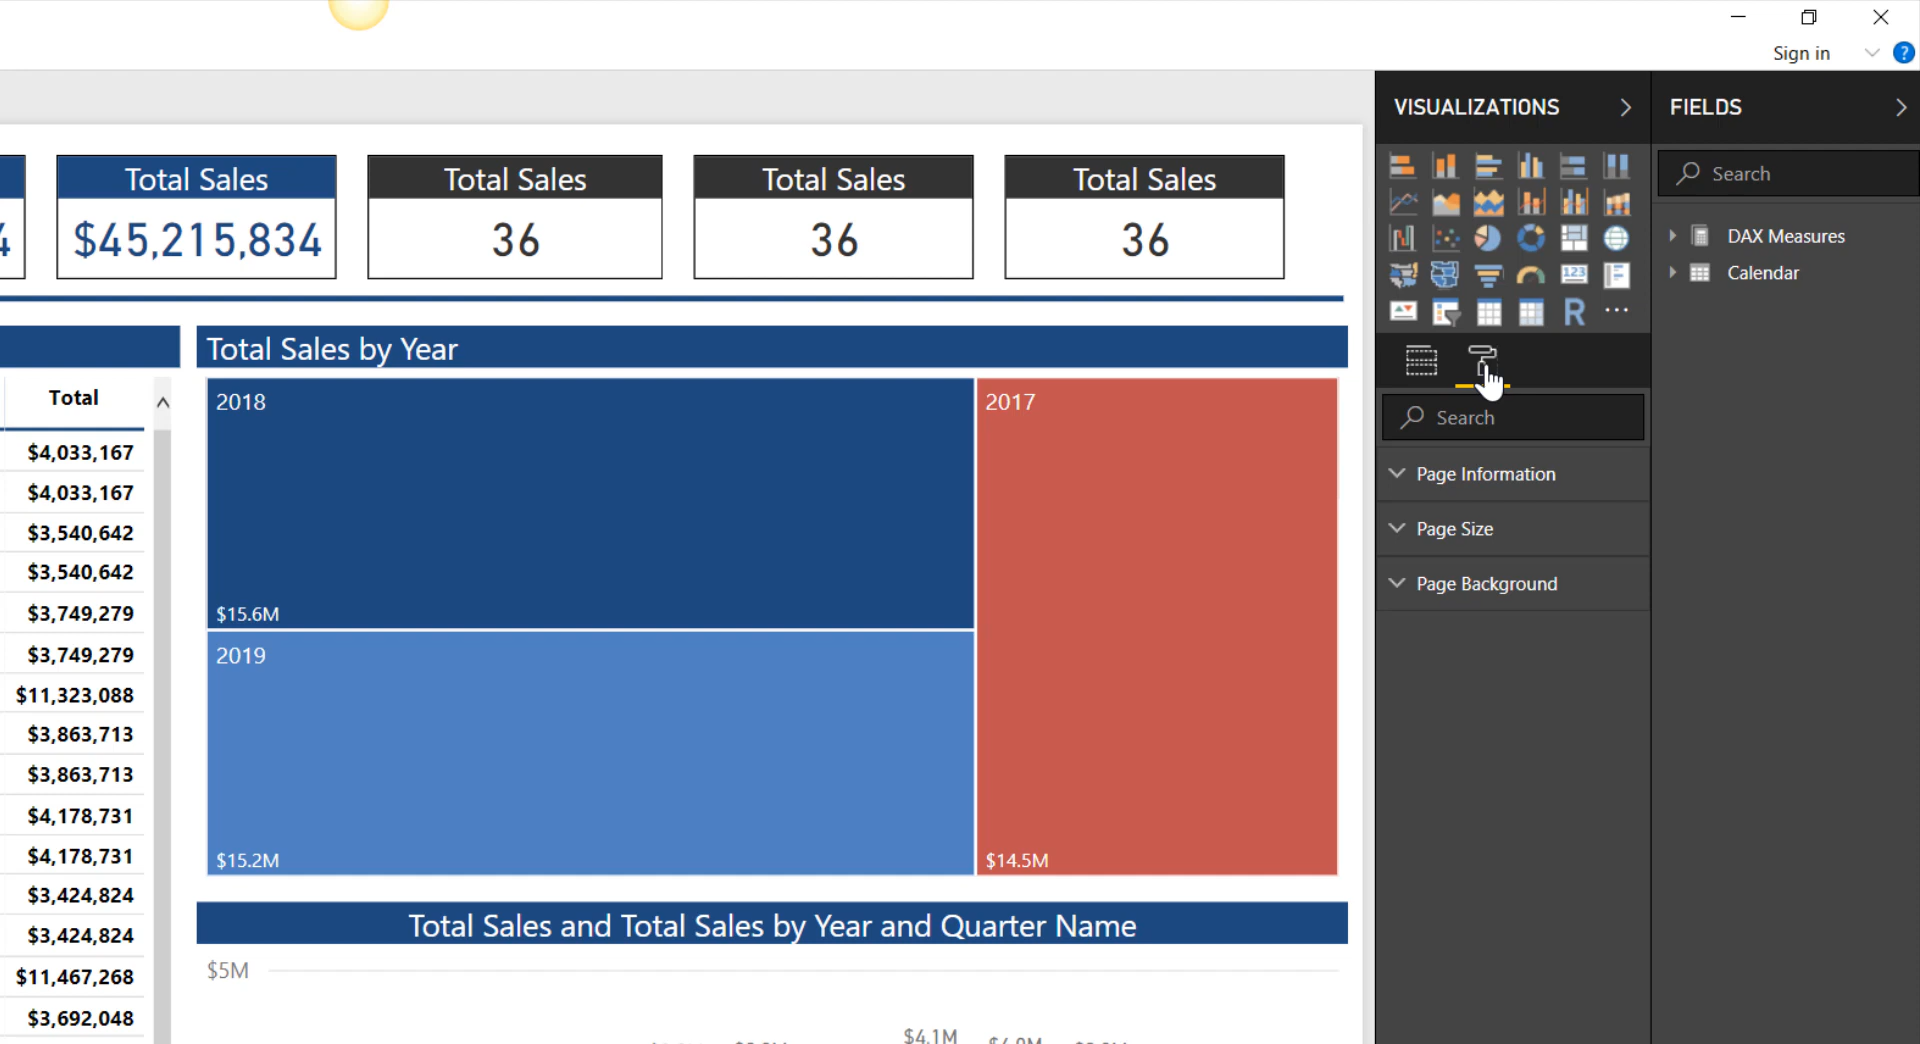 Sign in
?
VISUALIZATIONS
FIELDS
Total Sales
$45,215,834
Total Sales
36
Total Sales
36
Total Sales
36
Search
DAX Measures
Calendar
123
R
Search
Page Information
Page Size
Page Background
Total
$4,033,167
$4,033,167
$3,540,642
$3,540,642
$3,749,279
$3,749,279
$11,323,088
$3,863,713
$3,863,713
$4,178,731
$4,178,731
$3,424,824
$3,424,824
$11,467,268
$3,692,048
Total Sales by Year
2018
$15.6M
2019
$15.2M
2017
$14.5M
Total Sales and Total Sales by Year and Quarter Name
$5M
$4.1M